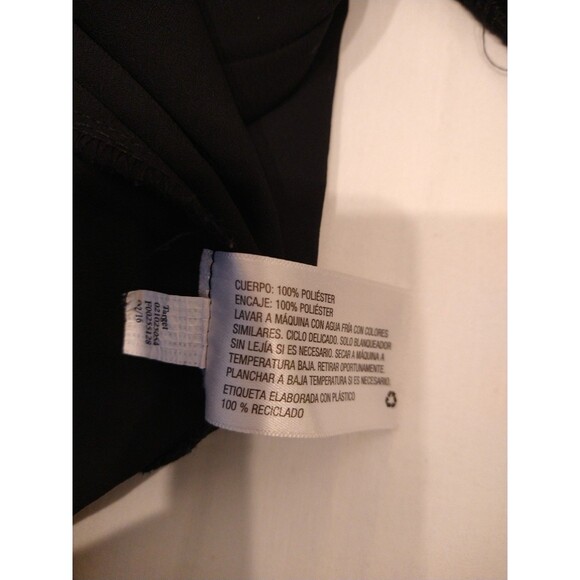 CUERPO: 100% POLIÉSTER
ENCAJE: 100% POLIÉSTER
LAVAR A MÁQUINA CON AGUA FRÍA CON COLORES
SIMILARES. CICLO DELICADO. SOLO BLANQUEADOR
SIN LEJÍA SI ES NECESARIO. SECAR A MÁQUINA A
TEMPERATURA BAJA. RETIRAR OPORTUNAMENTE.
PLANCHAR A BAJA TEMPERATURA SI ES NECESARIO.
ETIQUETA ELABORADA CON PLÁSTICO
100 % RECICLADO
Target